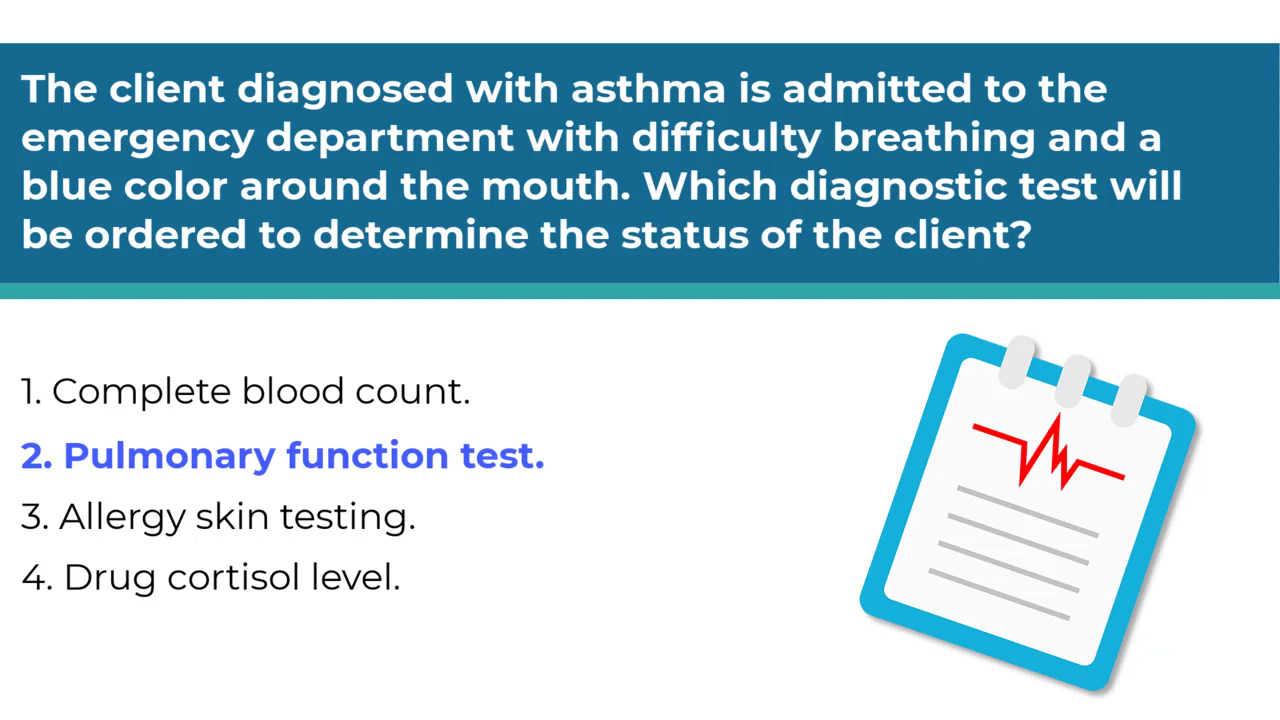 The client diagnosed with asthma is admitted to the
emergency department with difficulty breathing and a
blue color around the mouth. Which diagnostic test will
be ordered to determine the status of the client?
1. Complete blood count.
2. Pulmonary function test.
3. Allergy skin testing.
4. Drug cortisol level.